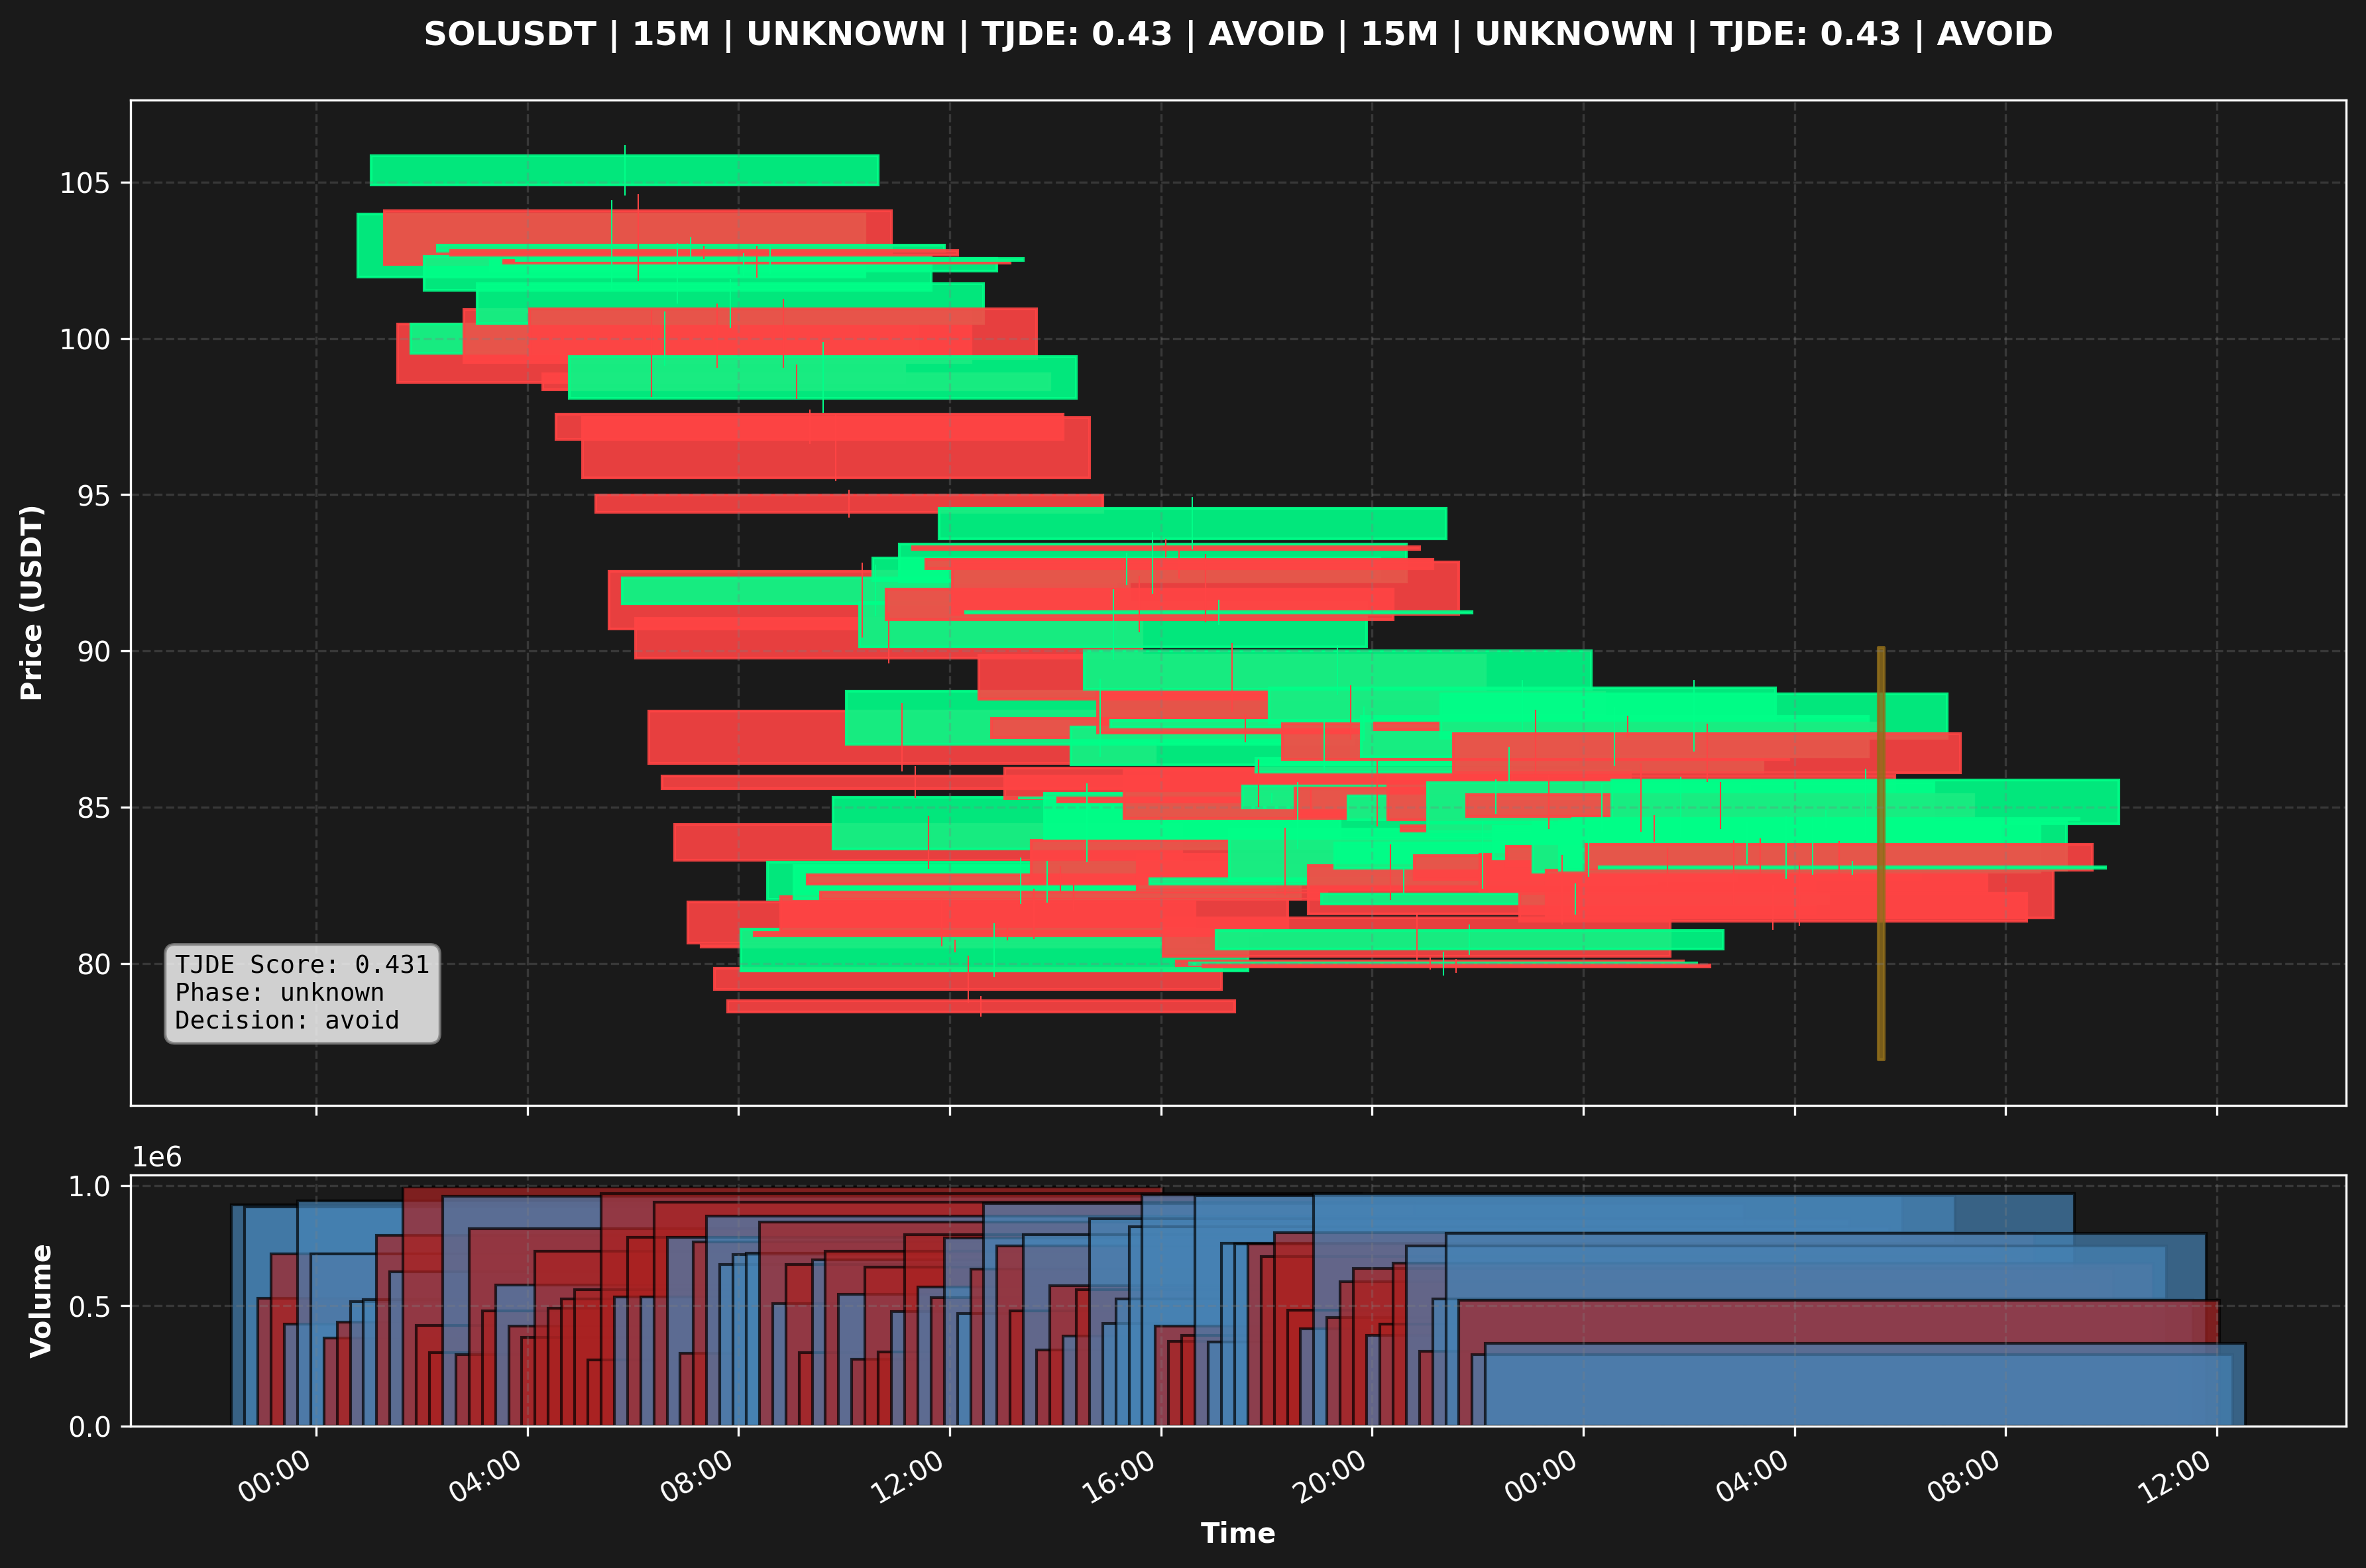 SOLUSDT | 15M | UNKNOWN | TJDE: 0.43 | AVOID | 15M | UNKNOWN | TJDE: 0.43 | AVOID
105
100
95
90
85
80
Price (USDT)
TJDE Score: 0.431
Phase: unknown
Decision: avoid
1e6
1.0
0.5
0.0
Volume
00:00
04:00
08:00
12:00
16:00
20:00
00:00
04:00
08:00
12:00
Time